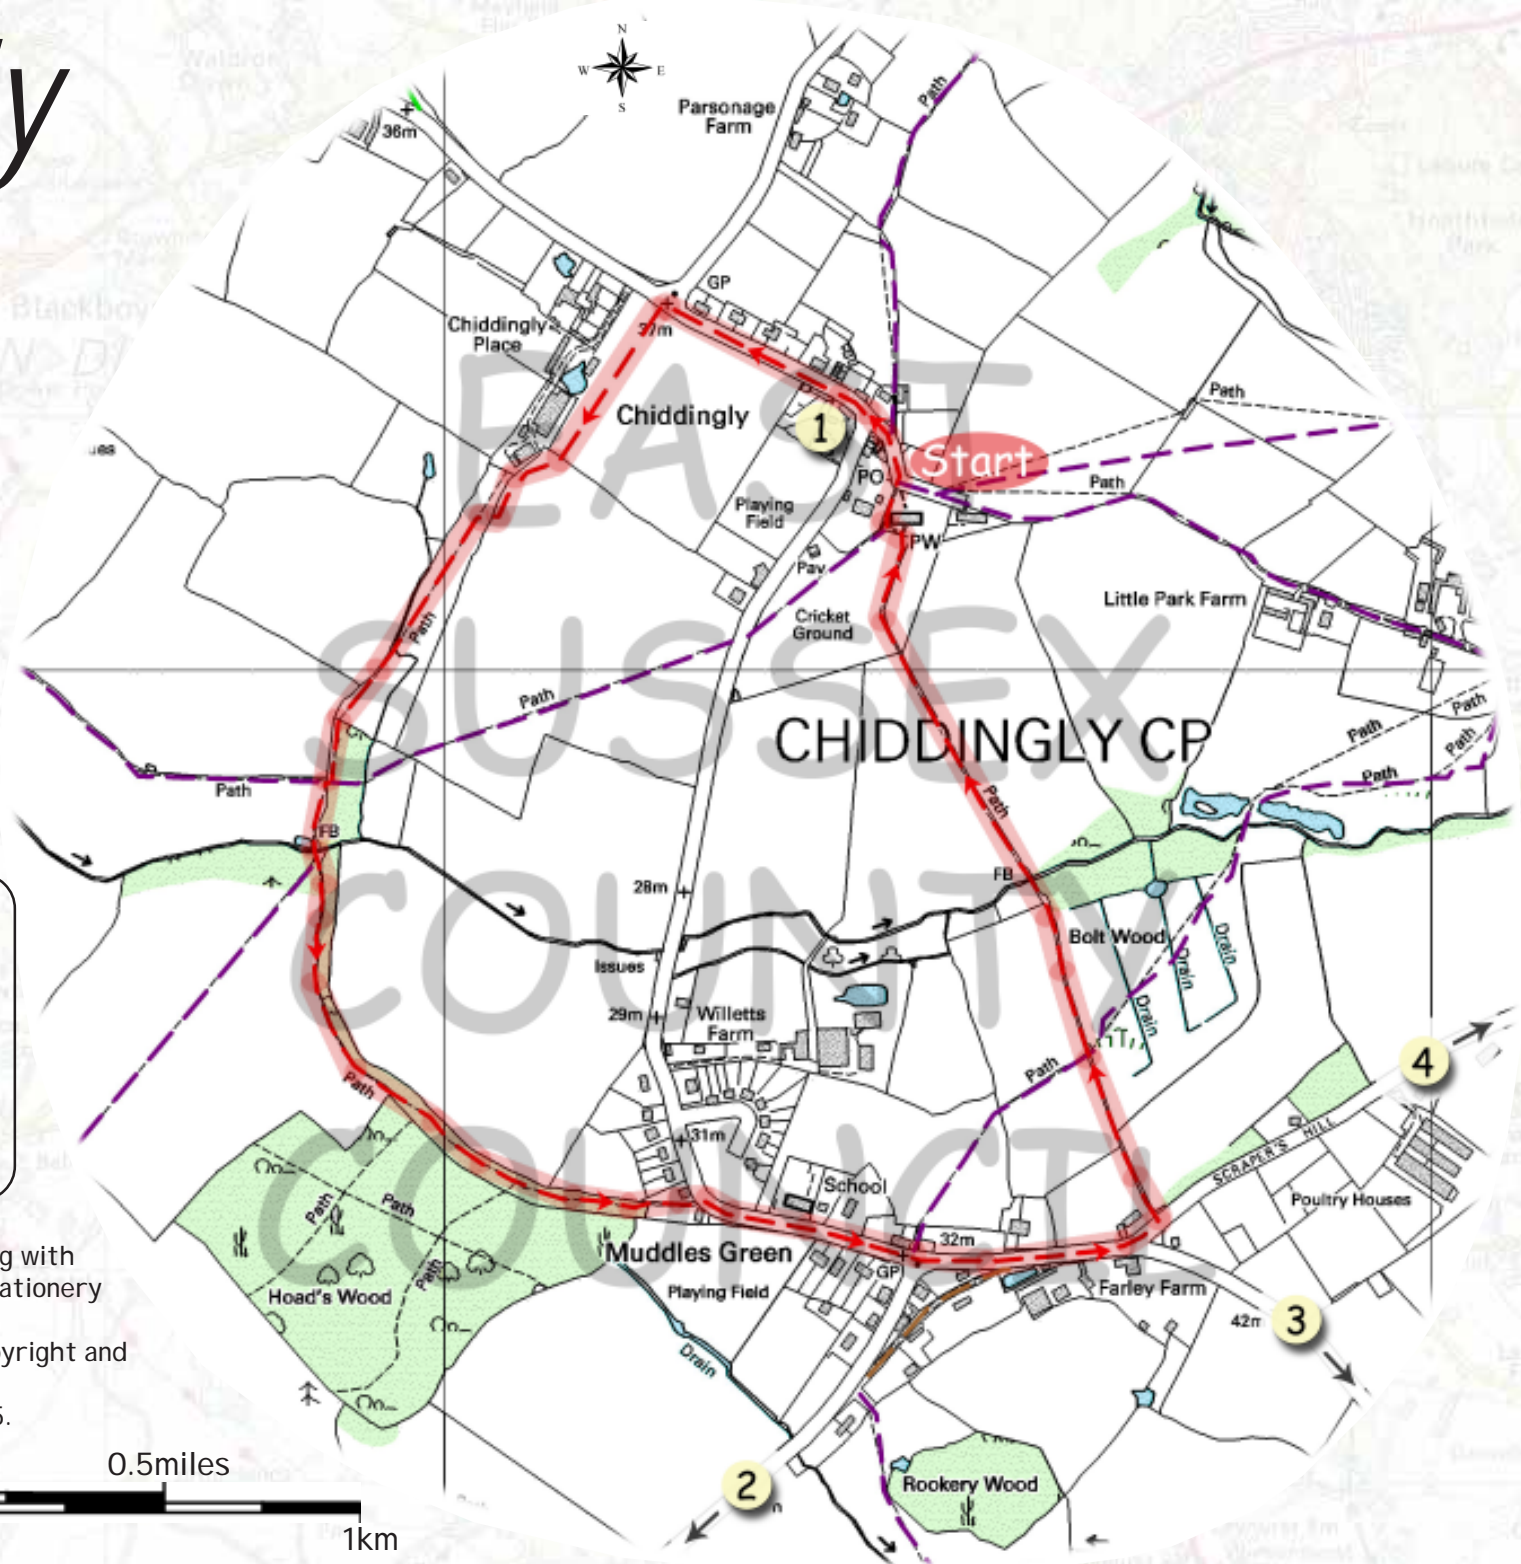 y
N
W E
S
Parsonage
Farm
Path
36m
GP
37m
Chiddingly
Place
Chiddingly
1
Start
PO
Path
Path
Playing
Field
PW
Pav
Little Park Farm
Cricket
Ground
Path
Path
Path
Path
Path
Path
Path
CHIDDINGLY CP
EAST
SUSSEX
COUNTY
COUNCIL
Path
FB
FB
28m
Bolt Wood
Drain
Drain
Drain
Issues
29m
Willetts
Farm
Path
4
Path
31m
SCRAPER'S HILL
School
Poultry Houses
Path
Path
Path
32m
Muddles Green
GP
Playing Field
Farley Farm
Hoad's Wood
42m
3
Drain
2
Rookery Wood
g with
ationery
yright and
0.5miles
1km